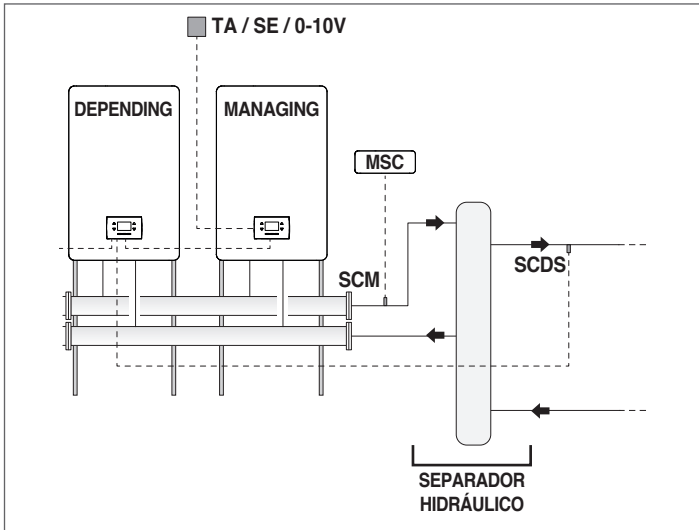 TA / SE / 0-10V
DEPENDING
MANAGING
MSC
SCM
SCDS
SEPARADOR
HIDRÁULICO